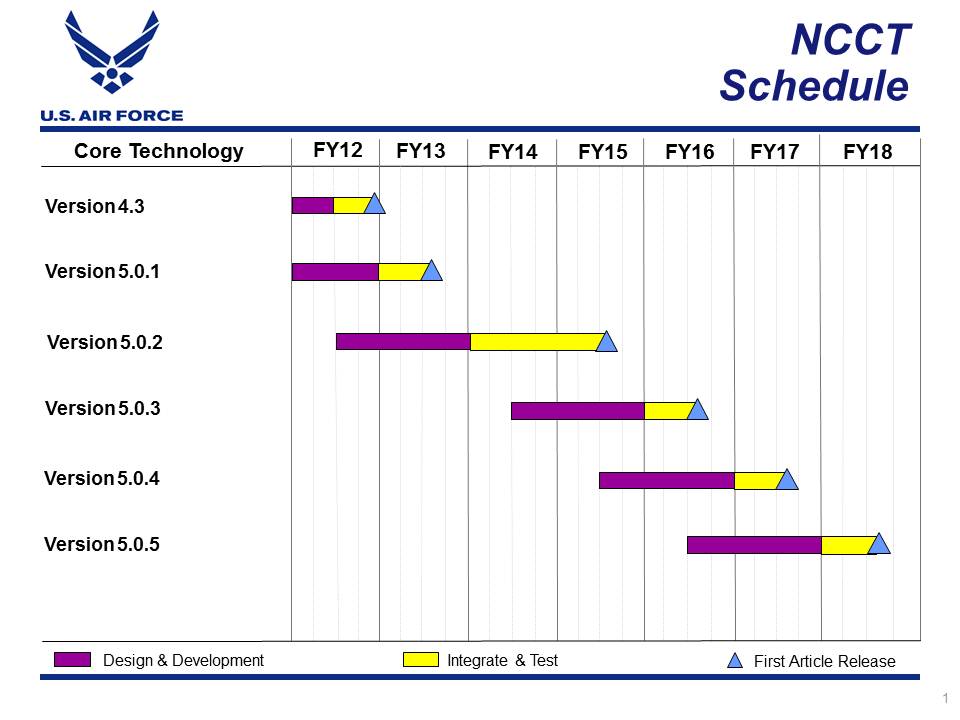 U.S. AIR FORCE
NCCT
Schedule
Core Technology FY12 FY13 FY14 FY15 FY16 FY17 FY18
Version 4.3
Version 5.0.1
Version 5.0.2
Version 5.0.3
Version 5.0.4
Version 5.0.5
Design & Development Integrate & Test First Article Release
1